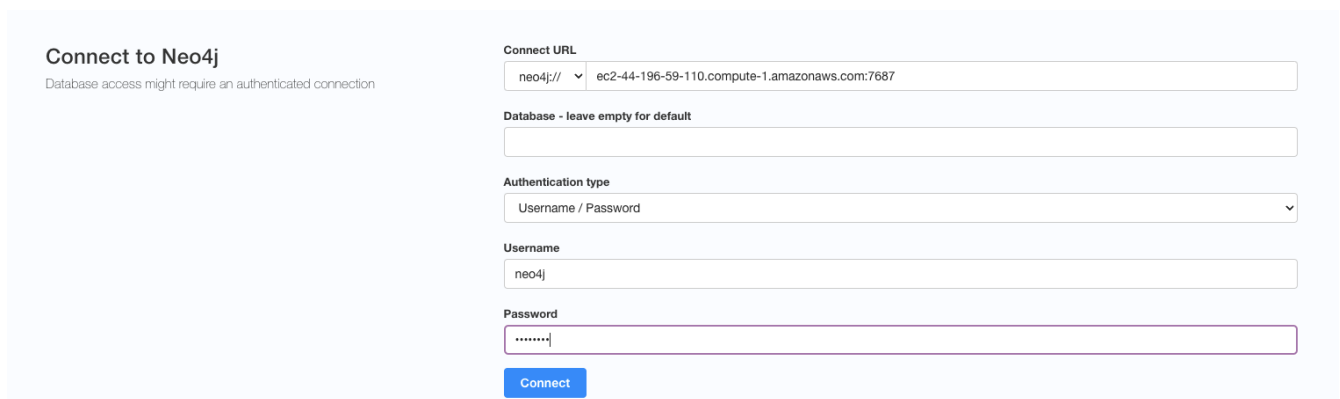 Connect to Neo4j
Database access might require an authenticated connection
Connect URL
neo4j:// ec2-44-196-59-110.compute-1.amazonaws.com:7687
Database - leave empty for default
Authentication type
Username / Password
Username
neo4j
Password
••••••••
Connect